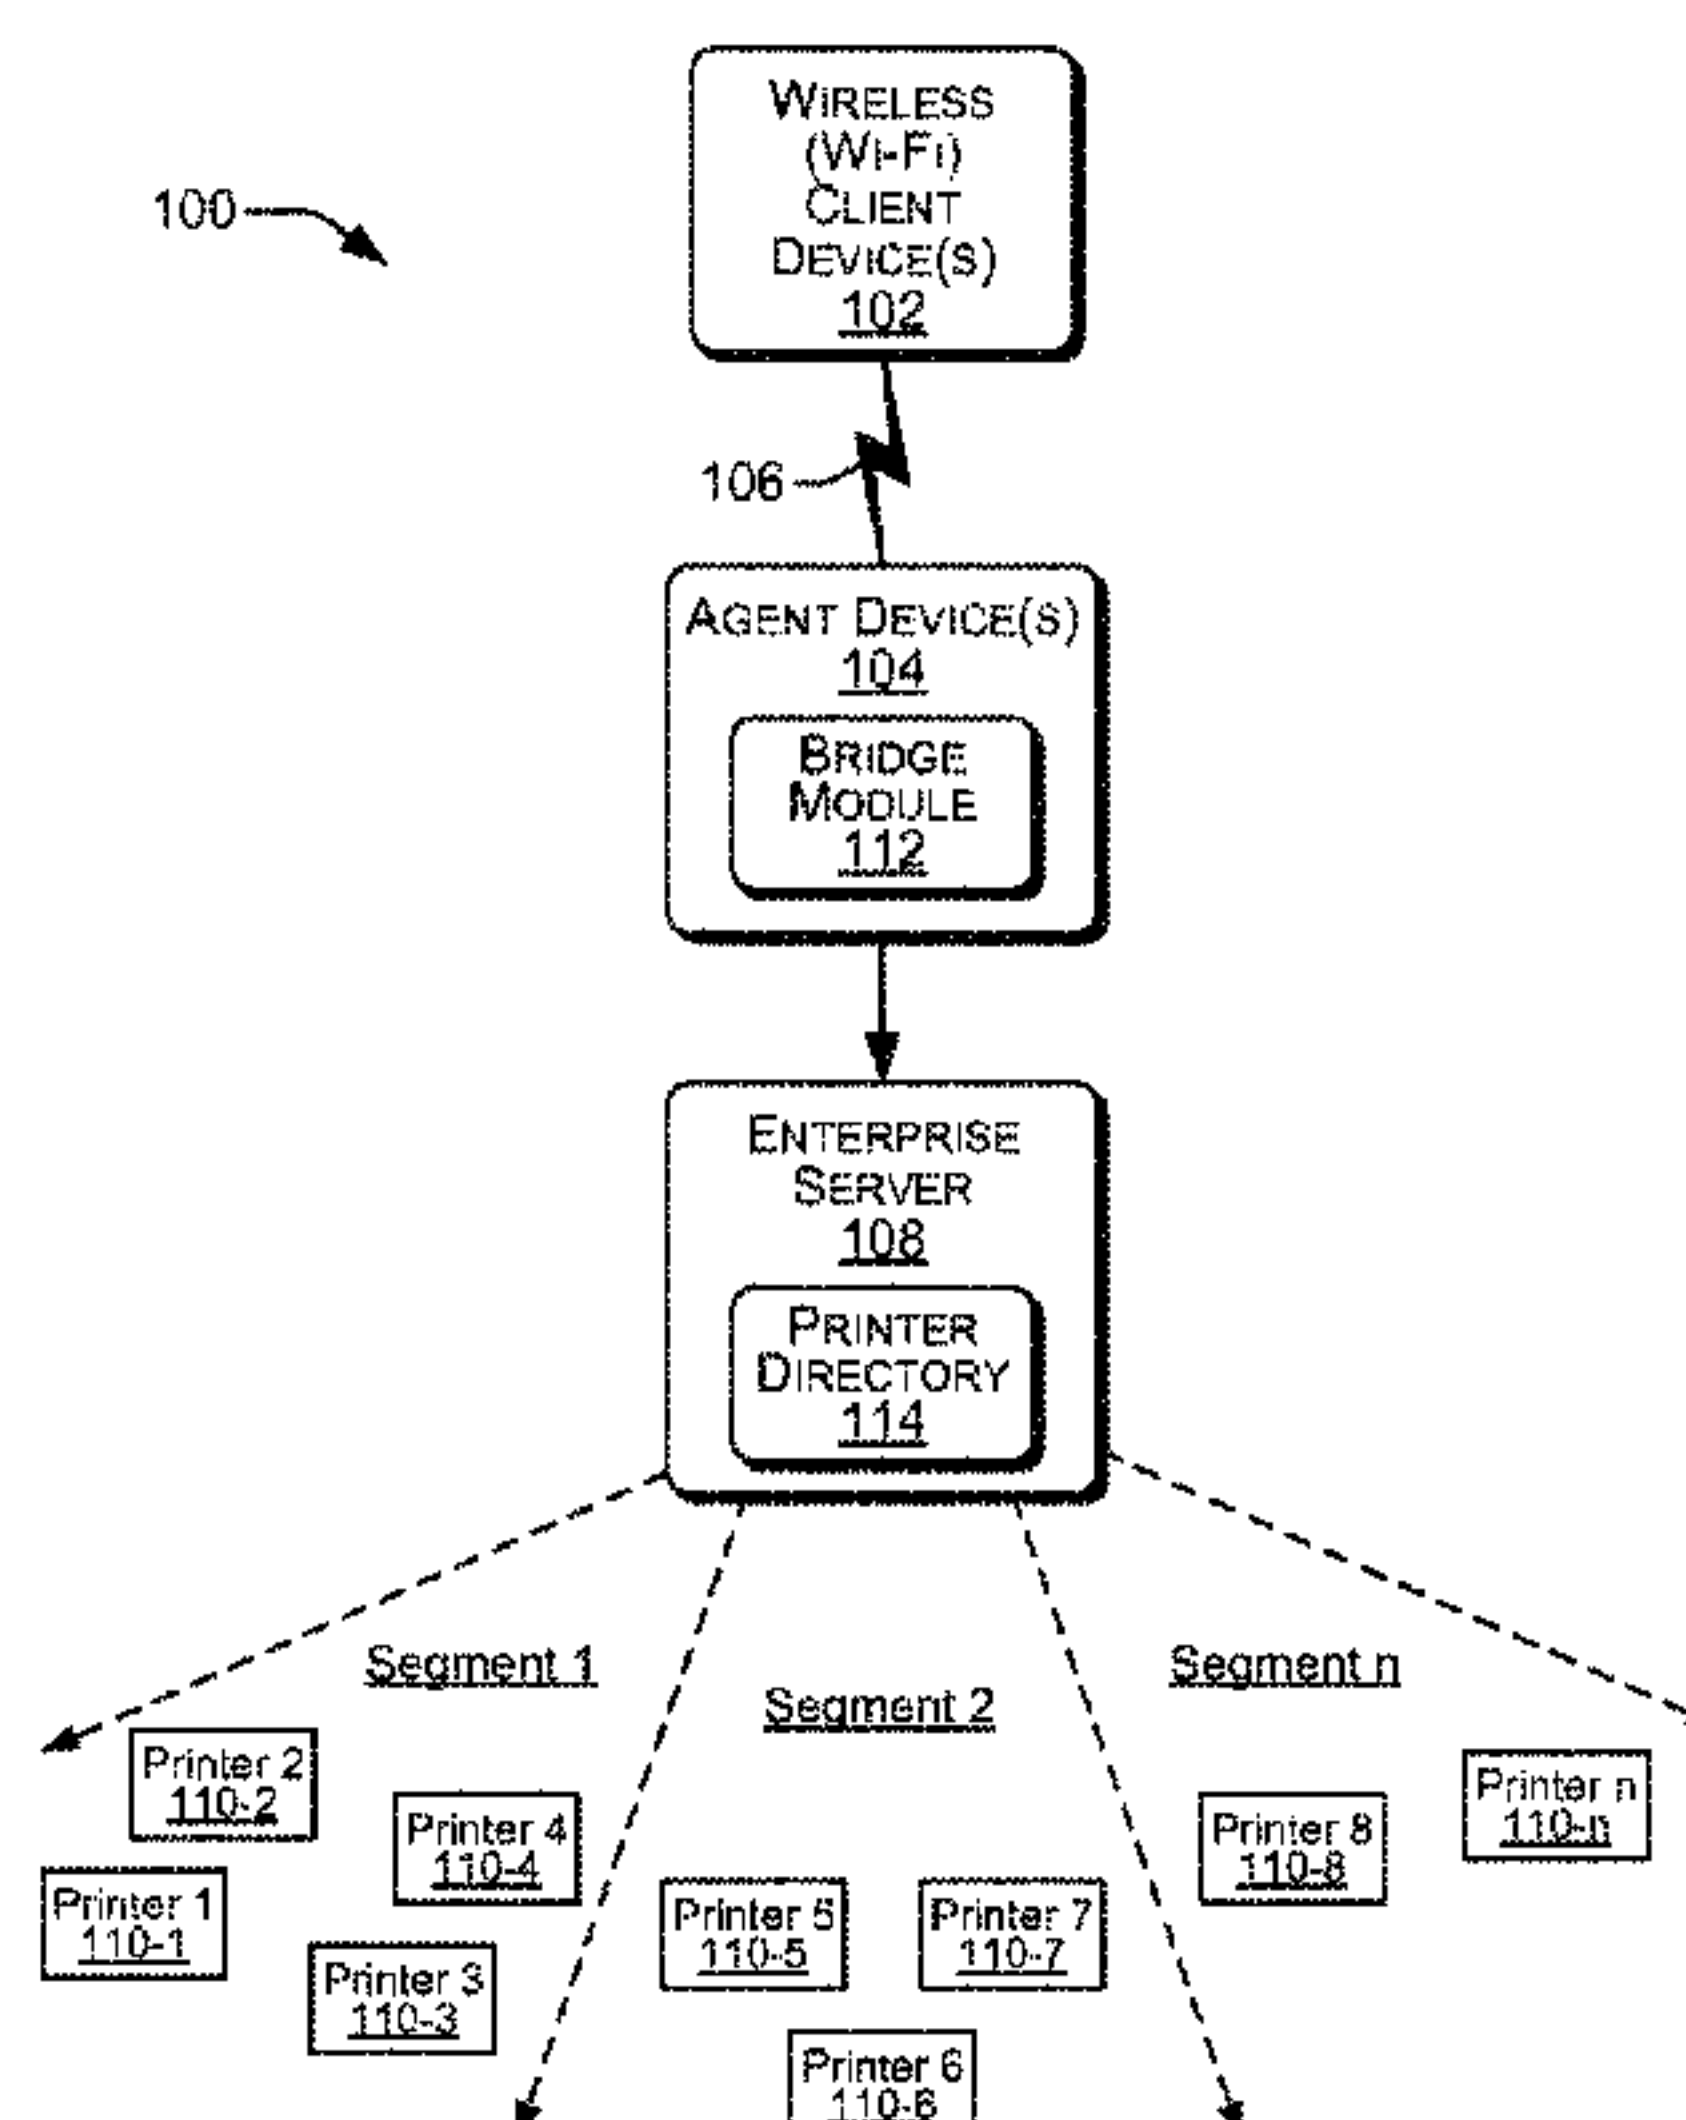 WIRELESS
(WI-FI)
CLIENT
DEVICE(S)
102
100
106
AGENT DEVICE(S)
104
BRIDGE
MODULE
112
ENTERPRISE
SERVER
108
PRINTER
DIRECTORY
114
Segment 1
Segment 2
Segment n
Printer 2
110-2
Printer 4
110-4
Printer 1
110-1
Printer 3
110-3
Printer 5
110-5
Printer 7
110-7
Printer 6
110-6
Printer 8
110-8
Printer n
110-n